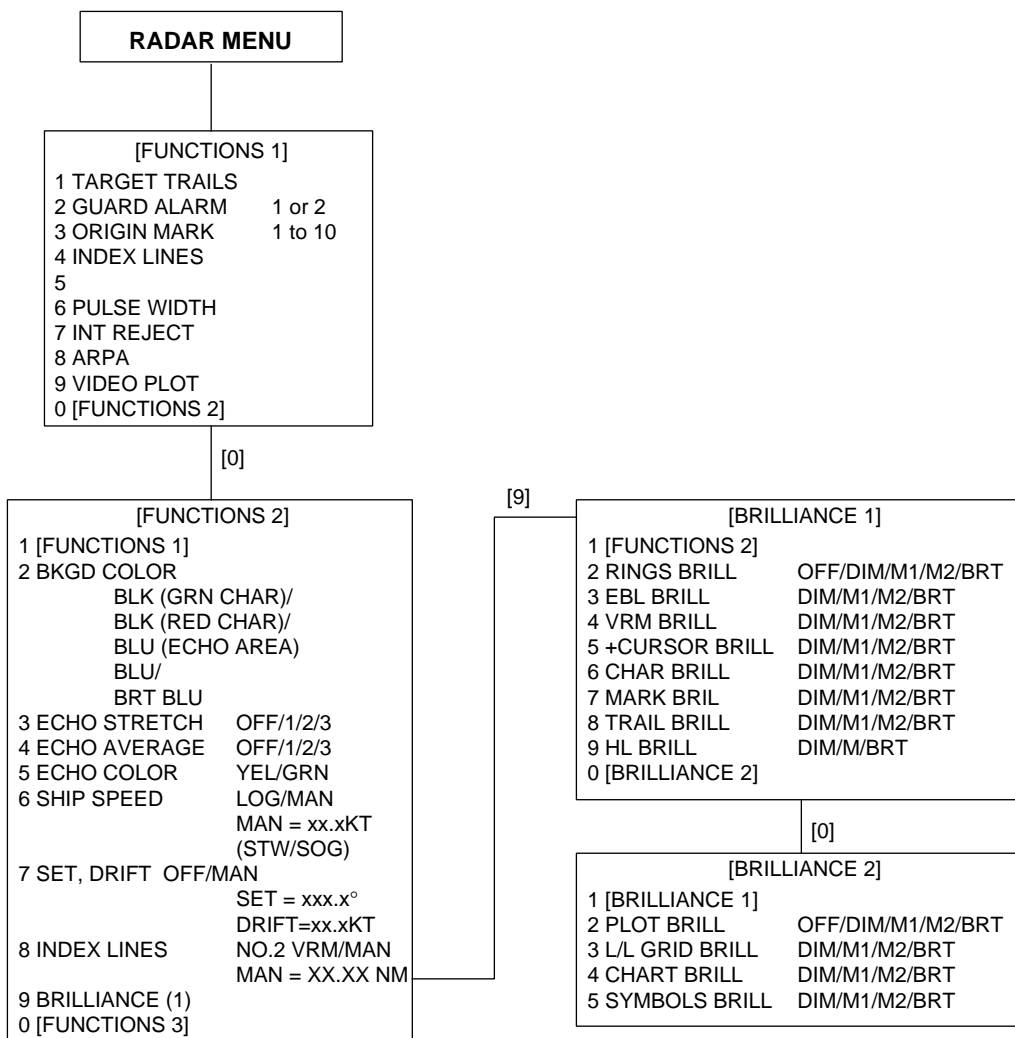 RADAR MENU
[FUNCTIONS 1]
1 TARGET TRAILS
2 GUARD ALARM 1 or 2
3 ORIGIN MARK 1 to 10
4 INDEX LINES
5
6 PULSE WIDTH
7 INT REJECT
8 ARPA
9 VIDEO PLOT
0 [FUNCTIONS 2]
[0]
[FUNCTIONS 2]
1 [FUNCTIONS 1]
2 BKGD COLOR
BLK (GRN CHAR)/
BLK (RED CHAR)/
BLU (ECHO AREA)
BLU/
BRT BLU
3 ECHO STRETCH OFF/1/2/3
4 ECHO AVERAGE OFF/1/2/3
5 ECHO COLOR YEL/GRN
6 SHIP SPEED LOG/MAN
MAN = xx.xKT
(STW/SOG)
7 SET, DRIFT OFF/MAN
SET = xxx.x°
DRIFT=xx.xKT
8 INDEX LINES NO.2 VRM/MAN
MAN = XX.XX NM
9 BRILLIANCE (1)
0 [FUNCTIONS 3]
[9]
[BRILLIANCE 1]
1 [FUNCTIONS 2]
2 RINGS BRILL OFF/DIM/M1/M2/BRT
3 EBL BRILL DIM/M1/M2/BRT
4 VRM BRILL DIM/M1/M2/BRT
5 +CURSOR BRILL DIM/M1/M2/BRT
6 CHAR BRILL DIM/M1/M2/BRT
7 MARK BRIL DIM/M1/M2/BRT
8 TRAIL BRILL DIM/M1/M2/BRT
9 HL BRILL DIM/M/BRT
0 [BRILLIANCE 2]
[0]
[BRILLIANCE 2]
1 [BRILLIANCE 1]
2 PLOT BRILL OFF/DIM/M1/M2/BRT
3 L/L GRID BRILL DIM/M1/M2/BRT
4 CHART BRILL DIM/M1/M2/BRT
5 SYMBOLS BRILL DIM/M1/M2/BRT